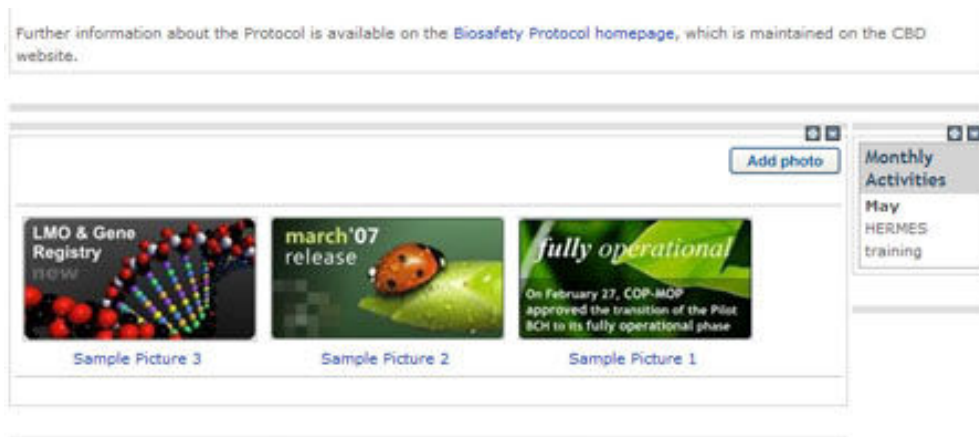 Further information about the Protocol is available on the Biosafety Protocol homepage, which is maintained on the CBD
website.
Add photo
LMO & Gene
Registry
new
march'07
release
fully operational
On February 27, COP-MOP
approved the transition of the Pilot
BCH to its fully operational phase
Sample Picture 3
Sample Picture 2
Sample Picture 1
Monthly
Activities
May
HERMES
training